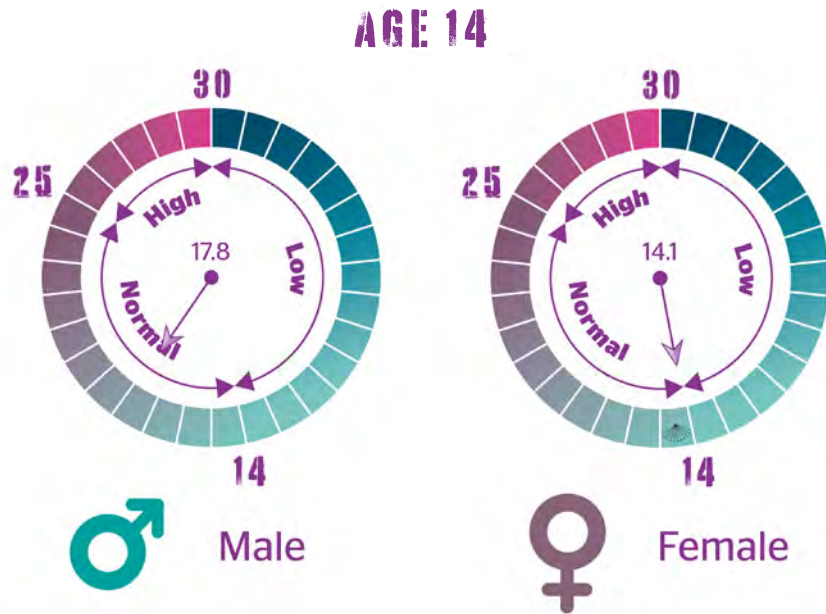 AGE 14
30
25
High
17.8
Low
Normal
14
Male
30
25
High
14.1
Low
Normal
14
Female